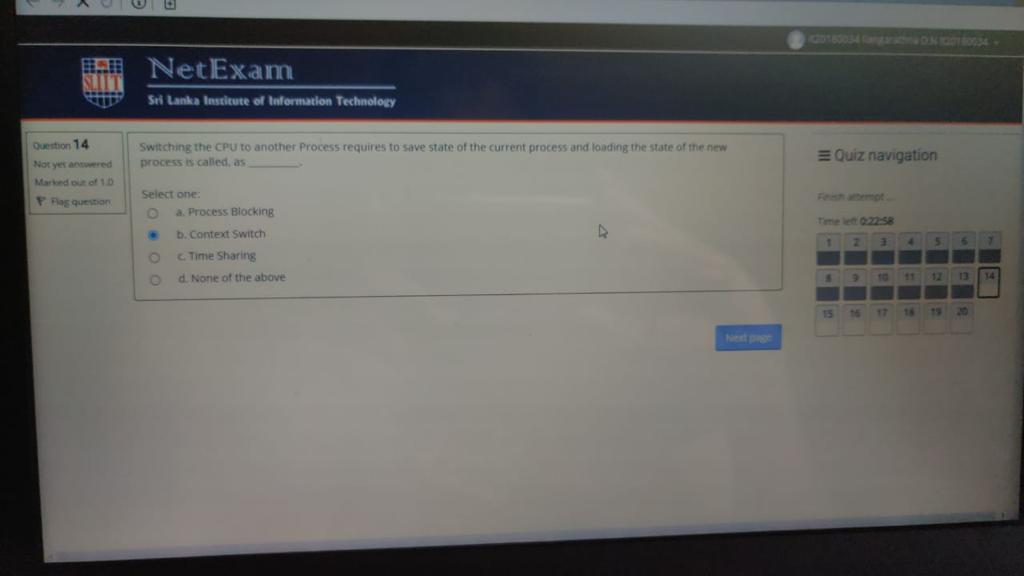 NetExam
Sri Lanka Institute of Information Technology
SLIIT
Question 14
Not yet answered
Marked out of 1.0
Flag question
Switching the CPU to another Process requires to save state of the current process and loading the state of the new
process is called, as ________.
Select one:
a. Process Blocking
b. Context Switch
c. Time Sharing
d. None of the above
Next page
Quiz navigation
Finish attempt ...
Time left 0:22:58
1 2 3 4 5 6 7
8 9 10 11 12 13 14
15 16 17 18 19 20